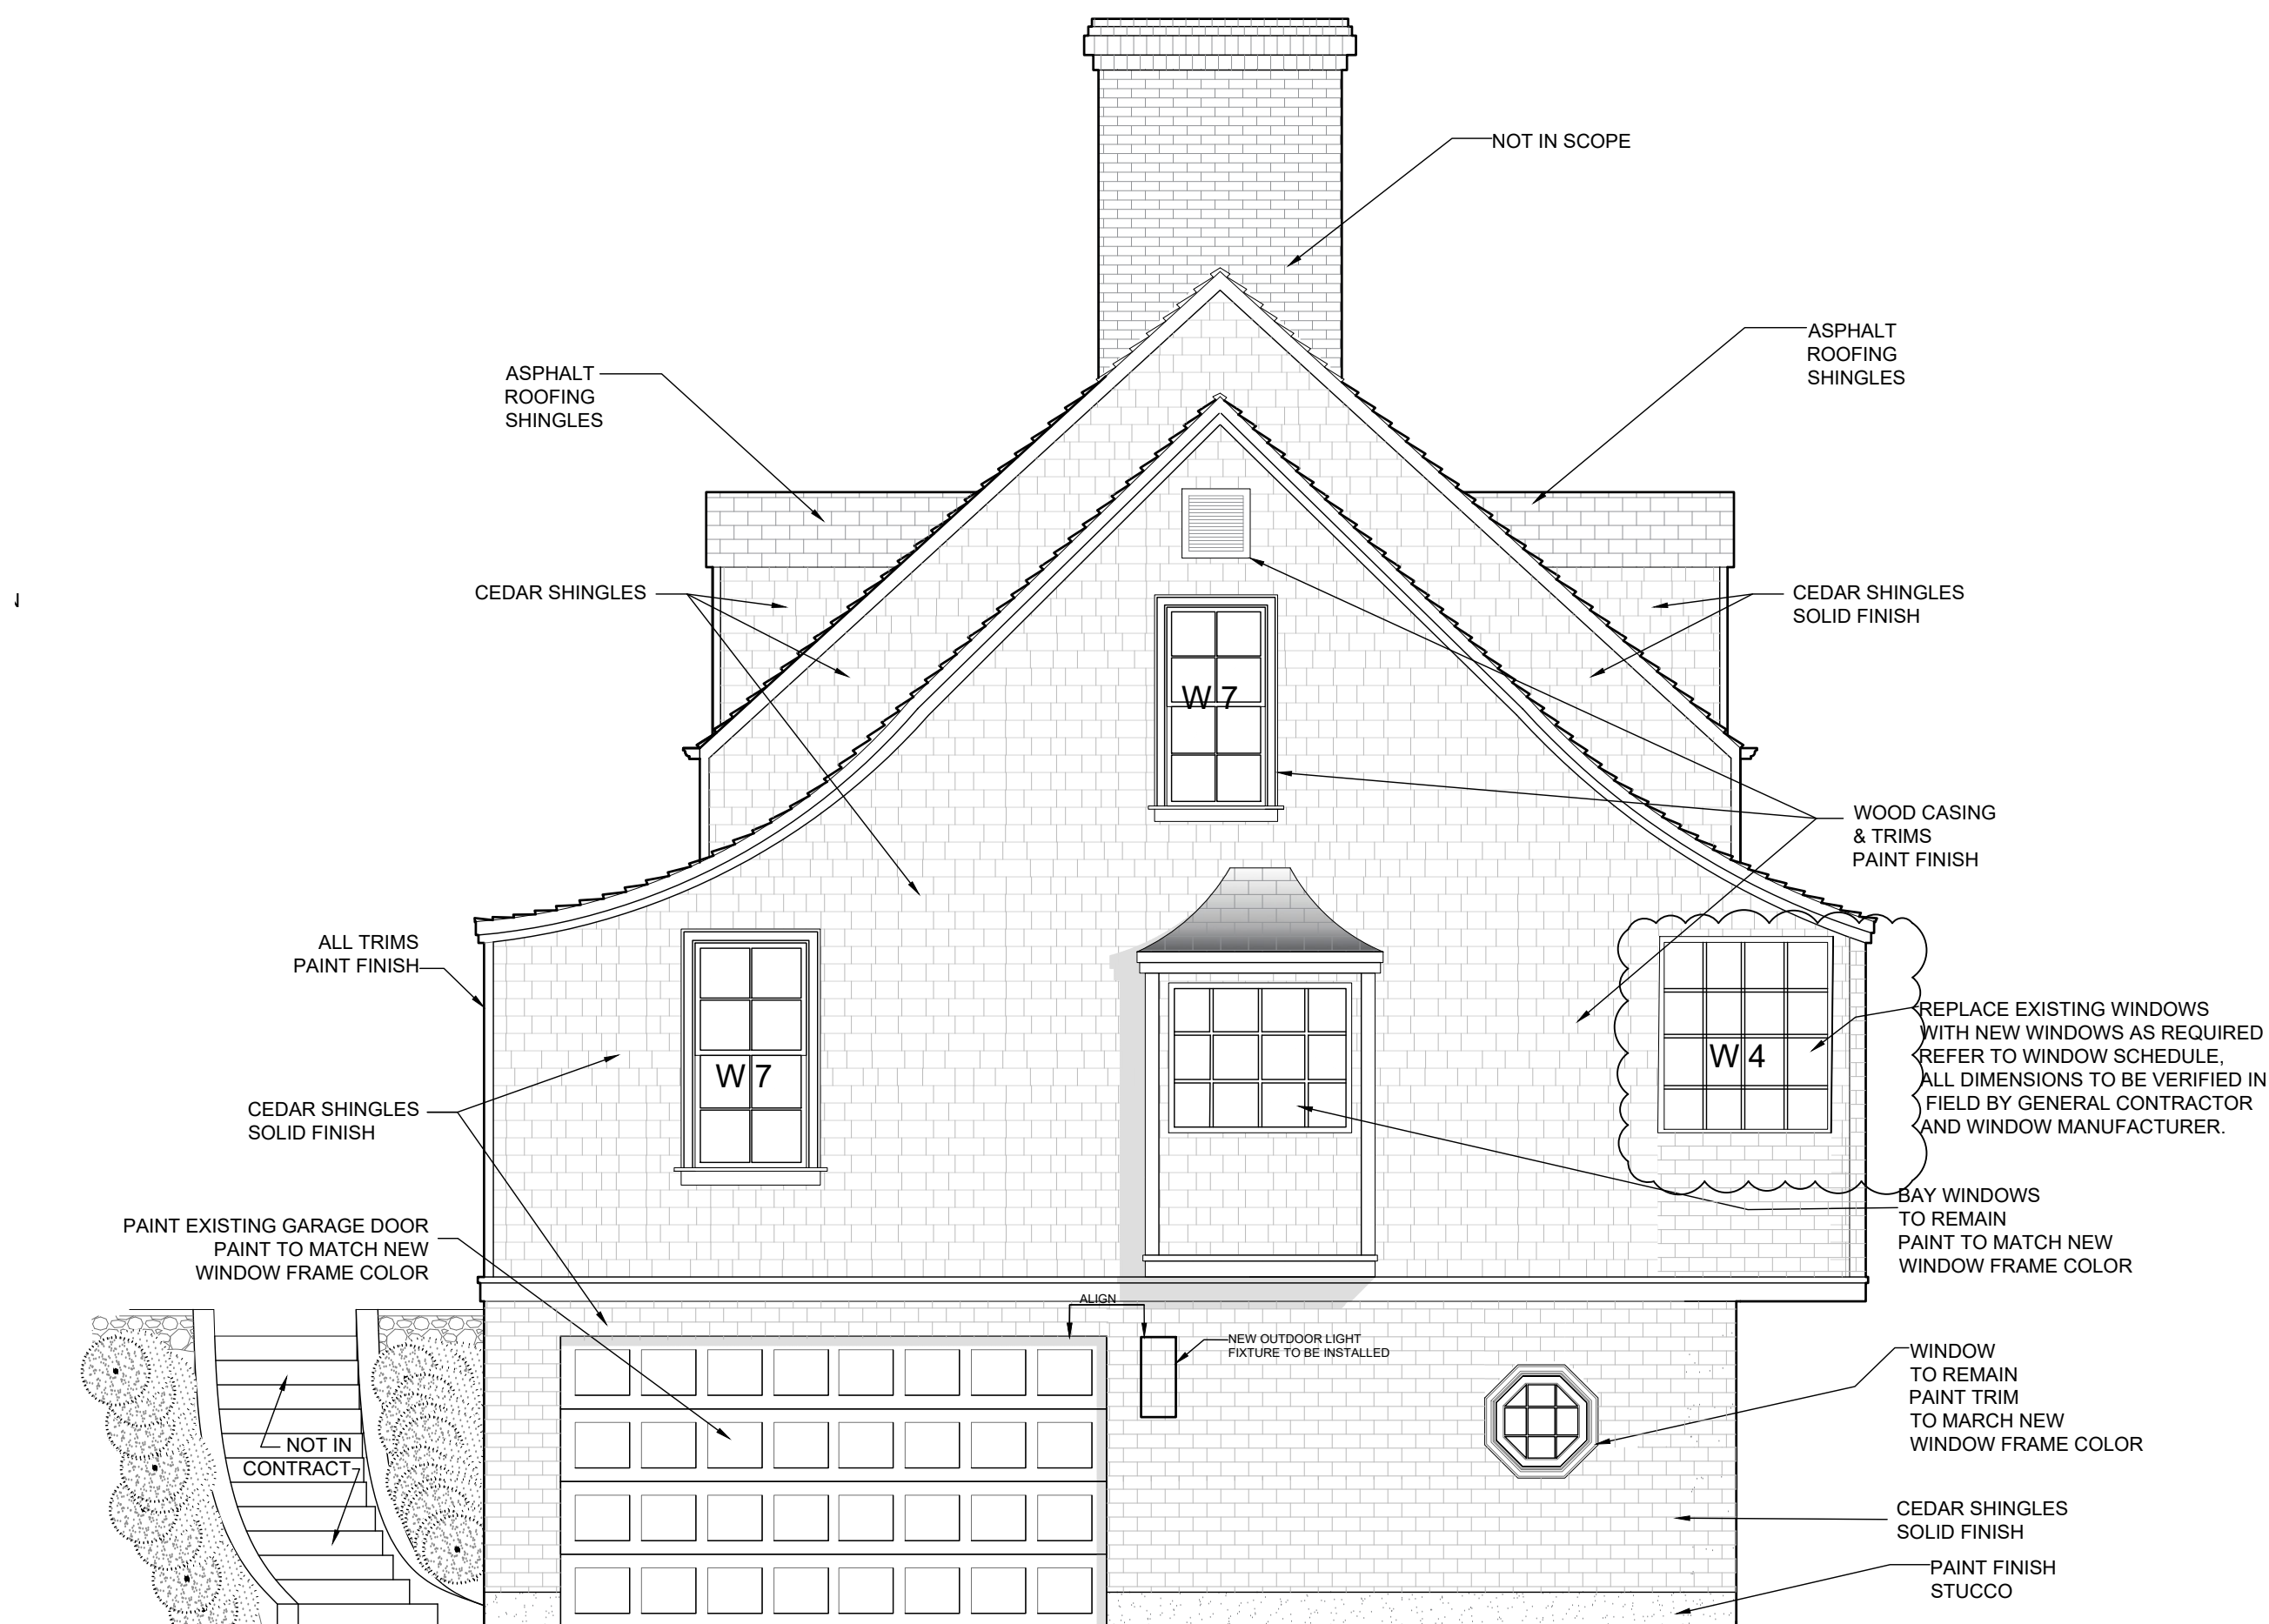 NOT IN SCOPE
ASPHALT
ROOFING
SHINGLES
ASPHALT
ROOFING
SHINGLES
CEDAR SHINGLES
CEDAR SHINGLES
SOLID FINISH
W 7
WOOD CASING
& TRIMS
PAINT FINISH
ALL TRIMS
PAINT FINISH
REPLACE EXISTING WINDOWS
WITH NEW WINDOWS AS REQUIRED
REFER TO WINDOW SCHEDULE,
ALL DIMENSIONS TO BE VERIFIED IN
FIELD BY GENERAL CONTRACTOR
AND WINDOW MANUFACTURER.
W 7
W 4
CEDAR SHINGLES
SOLID FINISH
BAY WINDOWS
TO REMAIN
PAINT TO MATCH NEW
WINDOW FRAME COLOR
PAINT EXISTING GARAGE DOOR
PAINT TO MATCH NEW
WINDOW FRAME COLOR
ALIGN
NEW OUTDOOR LIGHT
FIXTURE TO BE INSTALLED
WINDOW
TO REMAIN
PAINT TRIM
TO MARCH NEW
WINDOW FRAME COLOR
NOT IN
CONTRACT
CEDAR SHINGLES
SOLID FINISH
PAINT FINISH
STUCCO